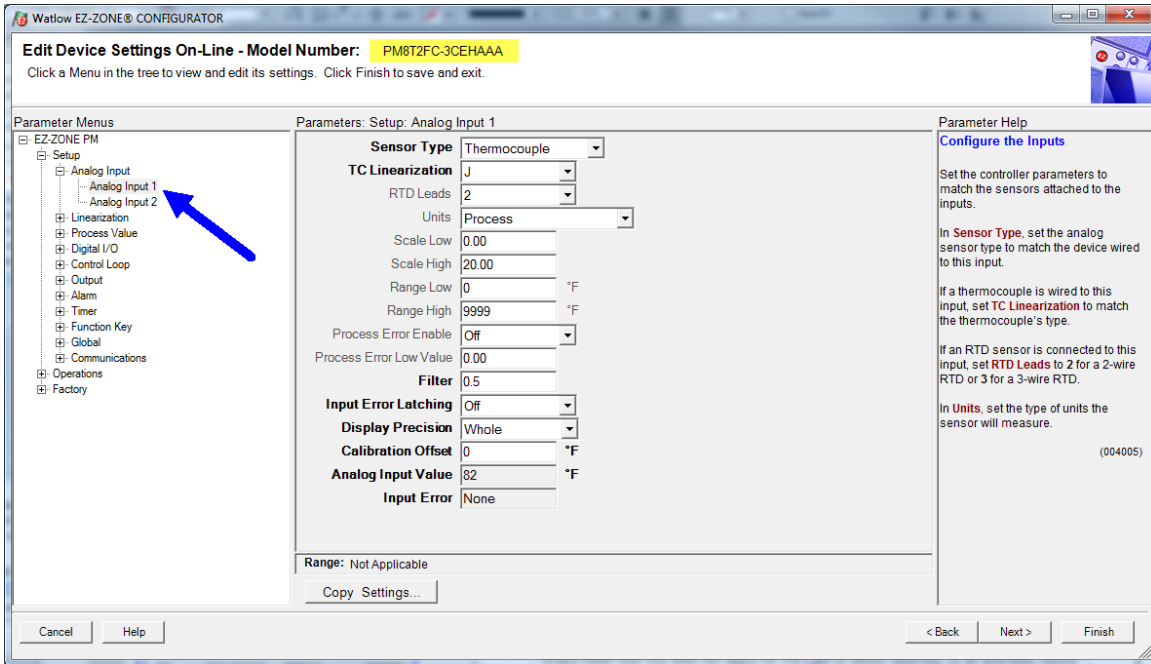 Watlow EZ-ZONE® CONFIGURATOR
Edit Device Settings On-Line - Model Number: PM8T2FC-3CEHAAA
Click a Menu in the tree to view and edit its settings. Click Finish to save and exit.
Parameter Menus
EZ-ZONE PM
Setup
Analog Input
Analog Input 1
Analog Input 2
Linearization
Process Value
Digital I/O
Control Loop
Output
Alarm
Timer
Function Key
Global
Communications
Operations
Factory
Parameters: Setup: Analog Input 1
Sensor Type Thermocouple
TC Linearization J
RTD Leads 2
Units Process
Scale Low 0.00
Scale High 20.00
Range Low 0 °F
Range High 9999 °F
Process Error Enable Off
Process Error Low Value 0.00
Filter 0.5
Input Error Latching Off
Display Precision Whole
Calibration Offset 0 °F
Analog Input Value 82 °F
Input Error None
Range: Not Applicable
Copy Settings...
Parameter Help
Configure the Inputs
Set the controller parameters to
match the sensors attached to the
inputs.
In Sensor Type, set the analog
sensor type to match the device wired
to this input.
If a thermocouple is wired to this
input, set TC Linearization to match
the thermocouple's type.
If an RTD sensor is connected to this
input, set RTD Leads to 2 for a 2-wire
RTD or 3 for a 3-wire RTD.
In Units, set the type of units the
sensor will measure.
(004005)
Cancel
Help
< Back
Next >
Finish